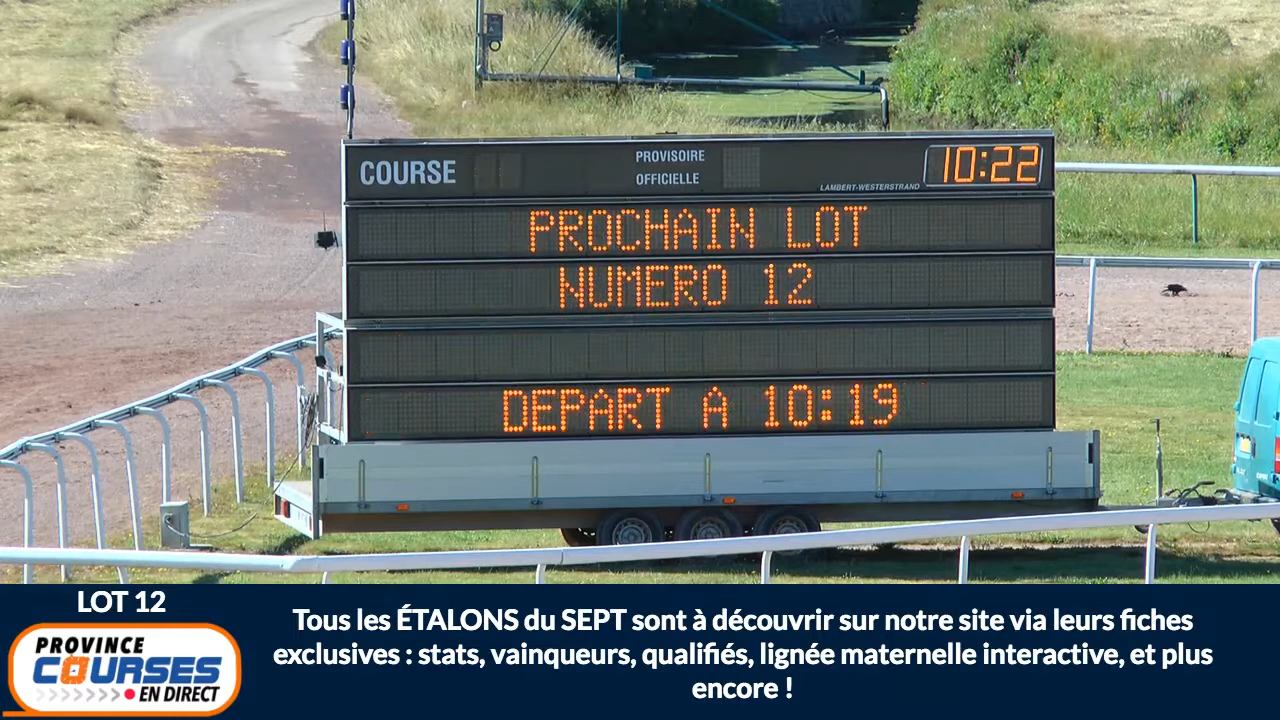 COURSE
PROVISOIRE
OFFICIELLE
10:22
LAMBERT-WESTERSTRAND
PROCHAIN LOT
NUMERO 12
DEPART A 10:19
LOT 12
PROVINCE
COURSES
EN DIRECT
Tous les ÉTALONS du SEPT sont à découvrir sur notre site via leurs fiches
exclusives : stats, vainqueurs, qualifiés, lignée maternelle interactive, et plus
encore !